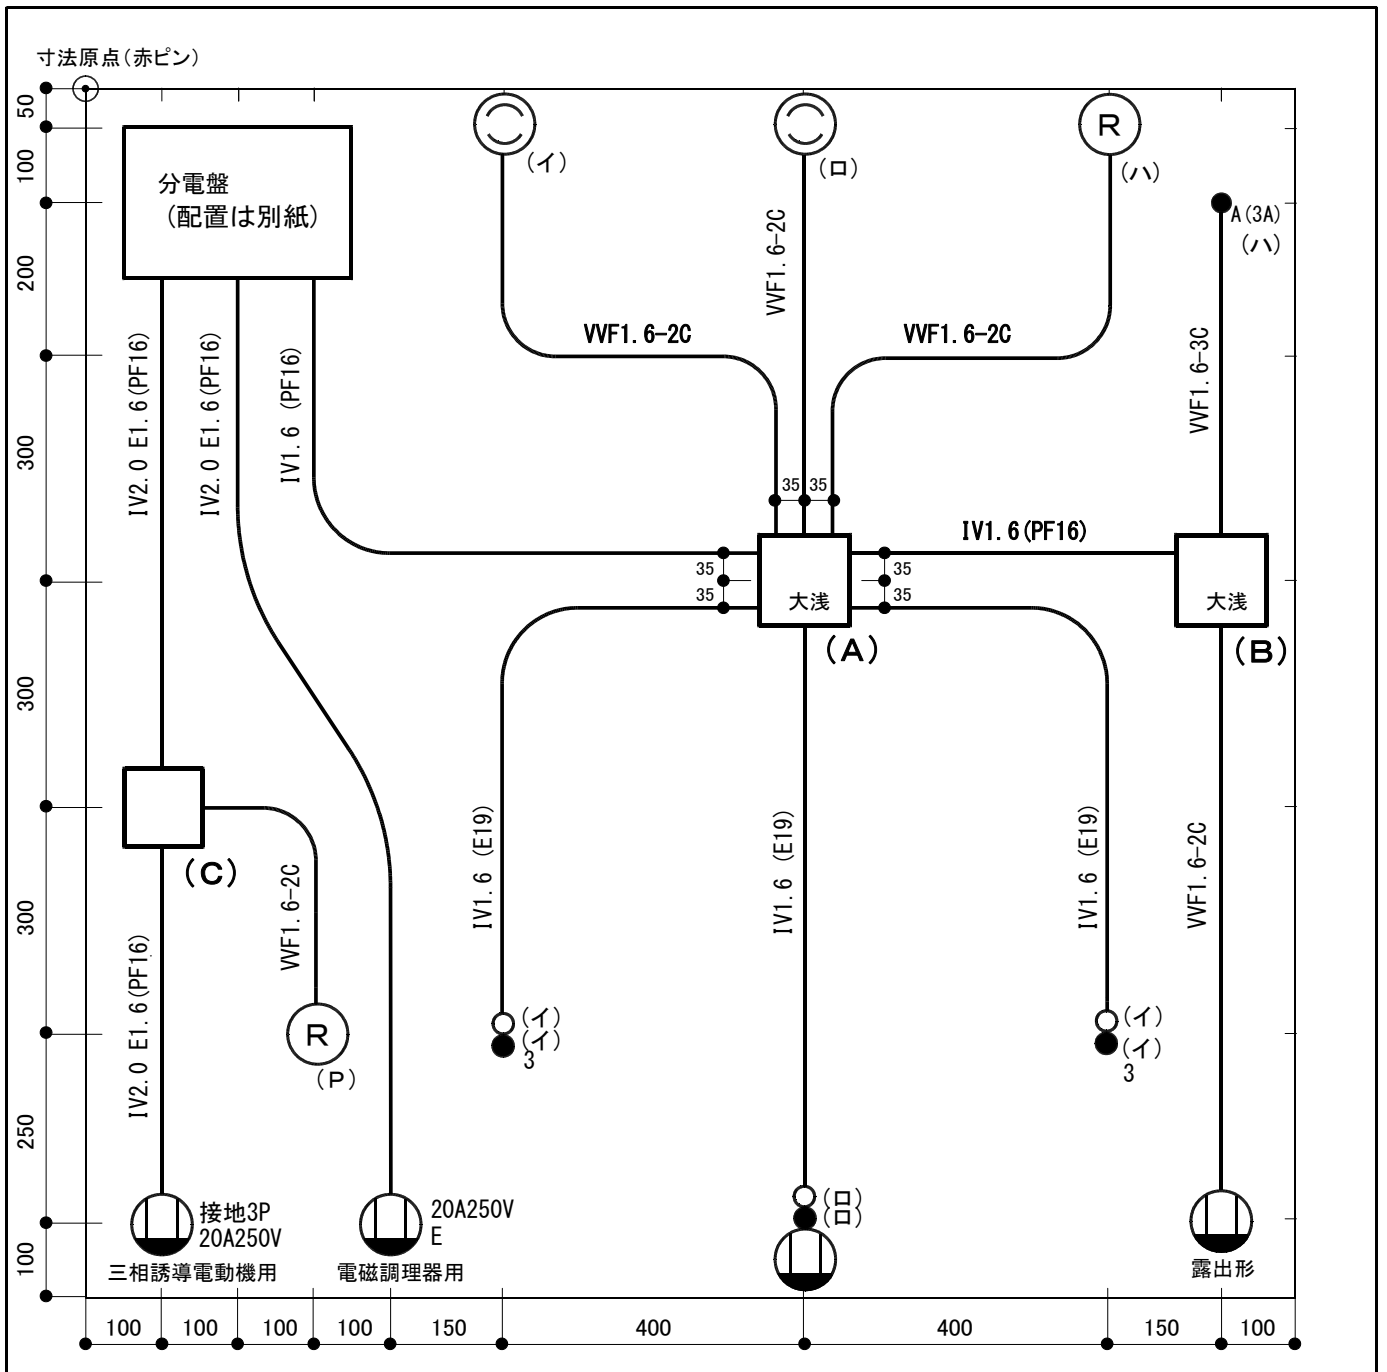 寸法原点(赤ピン)
50
100
200
300
300
300
250
100
分電盤
(配置は別紙)
(イ)
(ロ)
R
(ハ)
A(3A)
(ハ)
IV2.0 E1.6(PF16)
IV2.0 E1.6(PF16)
IV1.6 (PF16)
VVF1.6-2C
VVF1.6-2C
VVF1.6-2C
VVF1.6-3C
35 35
IV1.6(PF16)
35
35
35
35
大浅
(A)
大浅
(B)
(C)
VVF1.6-2C
IV2.0 E1.6(PF16)
R
(P)
IV1.6 (E19)
IV1.6 (E19)
IV1.6 (E19)
VVF1.6-2C
(イ)
(イ)
3
(イ)
(イ)
3
(ロ)
(ロ)
接地3P
20A250V
三相誘導電動機用
20A250V
E
電磁調理器用
露出形
100 100 100 100 150 400 400 150 100